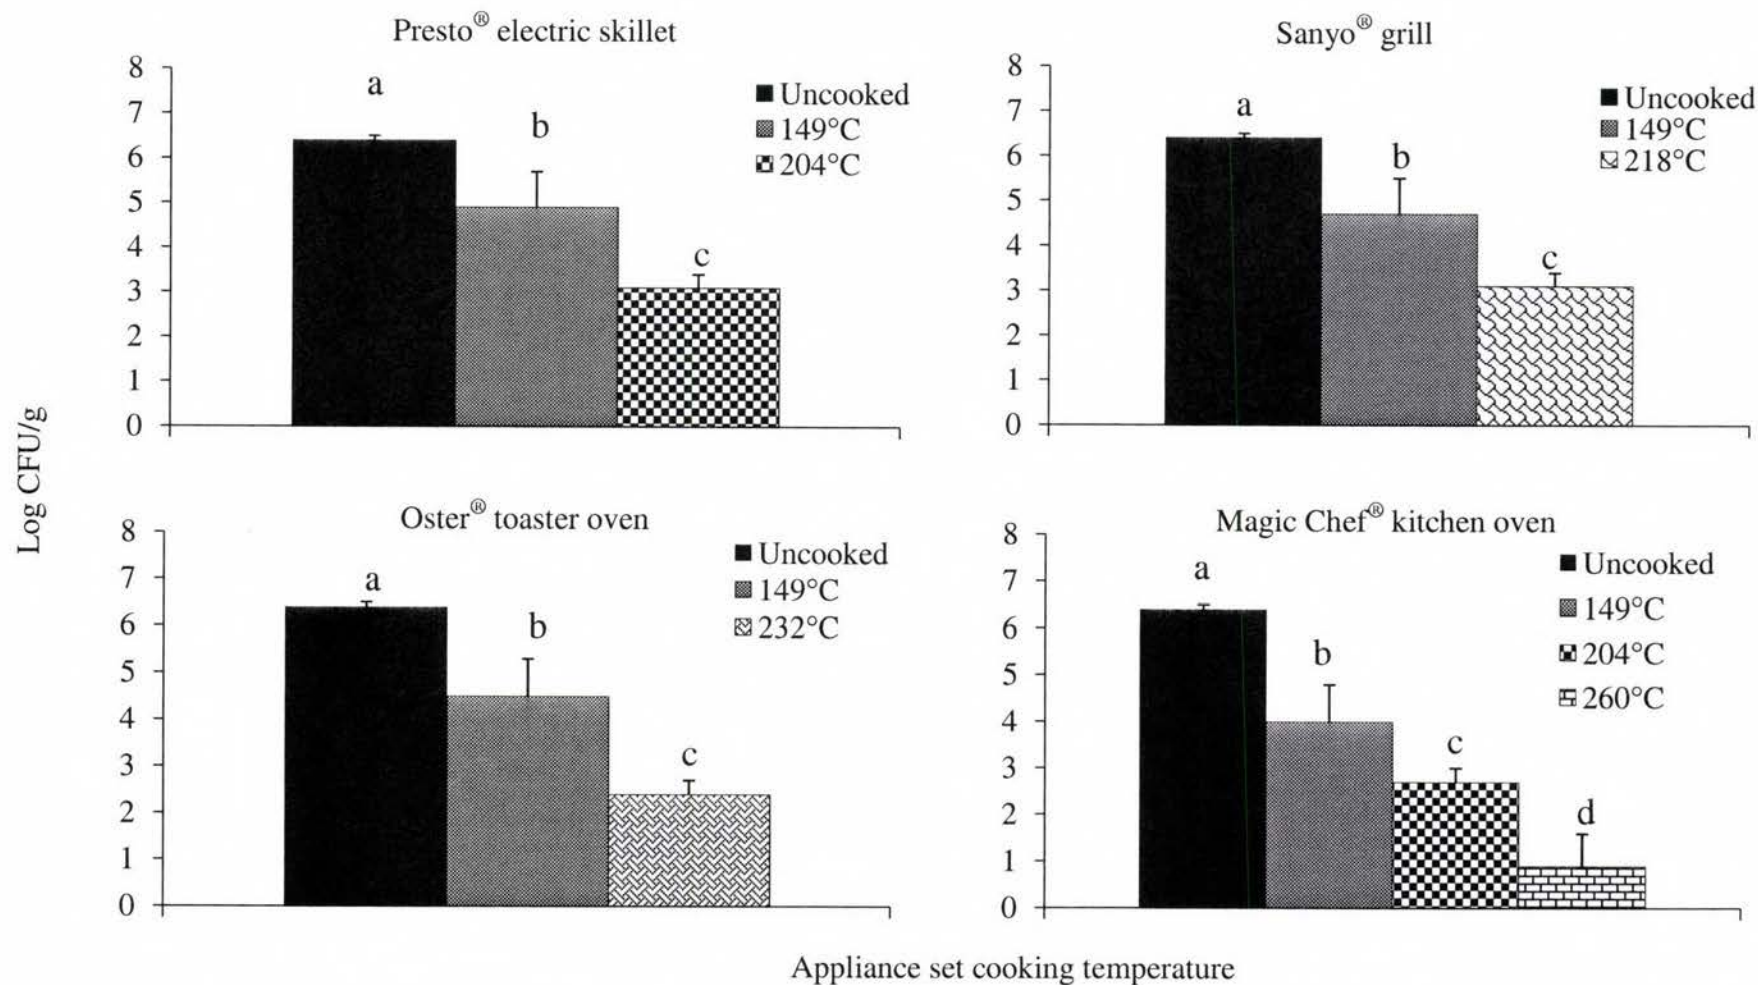 Presto® electric skillet
8
7
6
5
4
3
2
1
0
a
b
c
Uncooked
149°C
204°C
Sanyo® grill
8
7
6
5
4
3
2
1
0
a
b
c
Uncooked
149°C
218°C
Log CFU/g
Oster® toaster oven
8
7
6
5
4
3
2
1
0
a
b
c
Uncooked
149°C
232°C
Magic Chef® kitchen oven
8
7
6
5
4
3
2
1
0
a
b
c
d
Uncooked
149°C
204°C
260°C
Appliance set cooking temperature